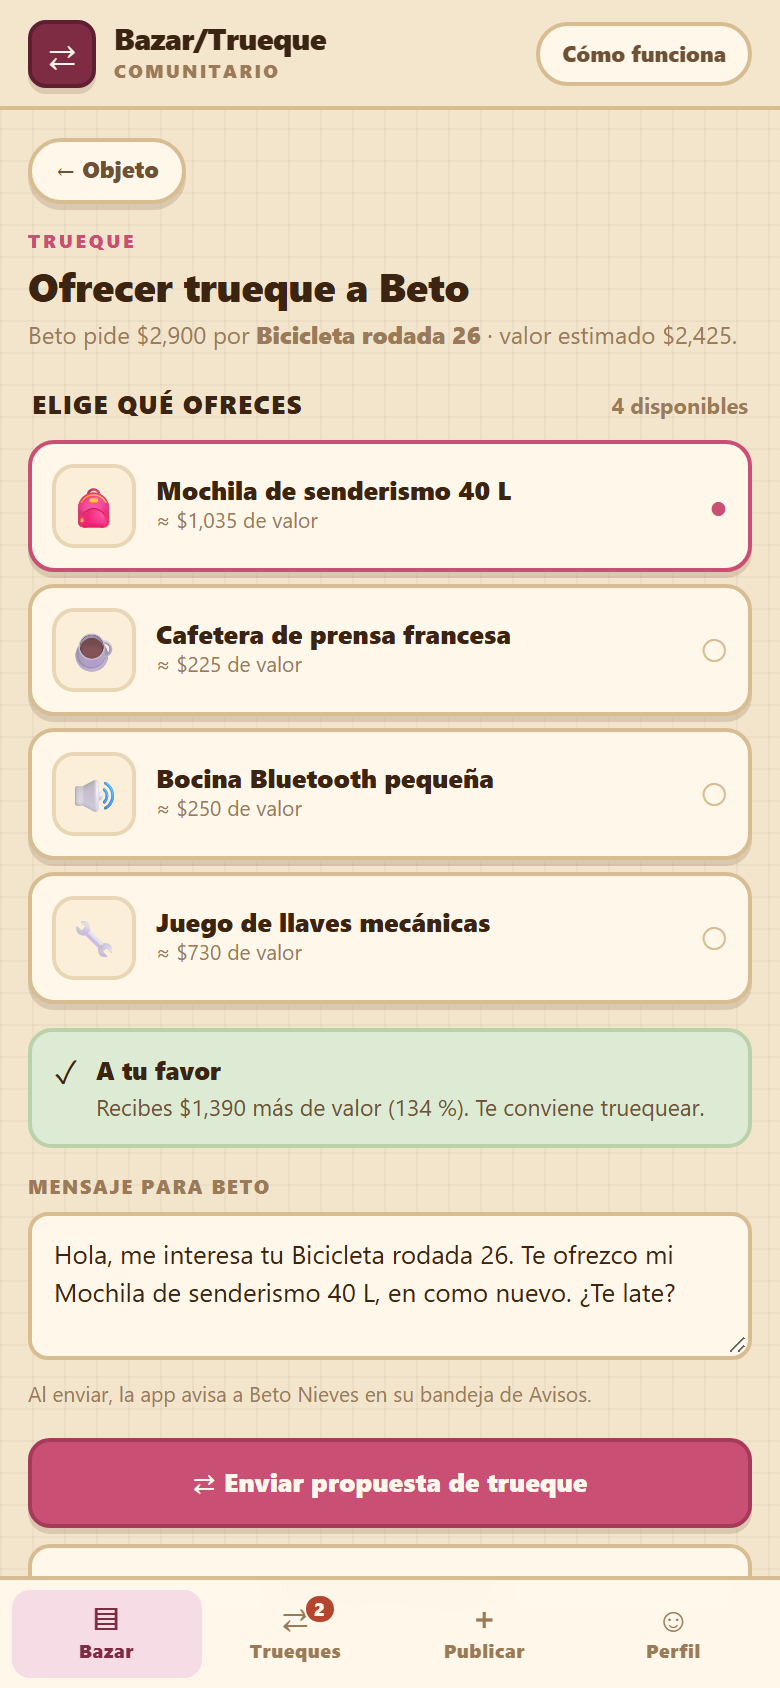 Bazar/Trueque
COMUNITARIO
Cómo funciona
← Objeto
TRUEQUE
Ofrecer trueque a Beto
Beto pide $2,900 por Bicicleta rodada 26 · valor estimado $2,425.
ELIGE QUÉ OFRECES
4 disponibles
Mochila de senderismo 40 L
≈ $1,035 de valor
Cafetera de prensa francesa
≈ $225 de valor
Bocina Bluetooth pequeña
≈ $250 de valor
Juego de llaves mecánicas
≈ $730 de valor
✓ A tu favor
Recibes $1,390 más de valor (134 %). Te conviene truequear.
MENSAJE PARA BETO
Hola, me interesa tu Bicicleta rodada 26. Te ofrezco mi
Mochila de senderismo 40 L, en como nuevo. ¿Te late?
Al enviar, la app avisa a Beto Nieves en su bandeja de Avisos.
⇄ Enviar propuesta de trueque
Bazar
2
Trueques
Publicar
Perfil